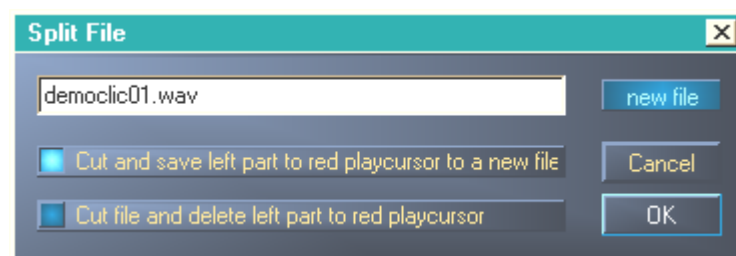 Split File
democlic01.wav
new file
Cut and save left part to red playcursor to a new file
Cancel
Cut file and delete left part to red playcursor
OK